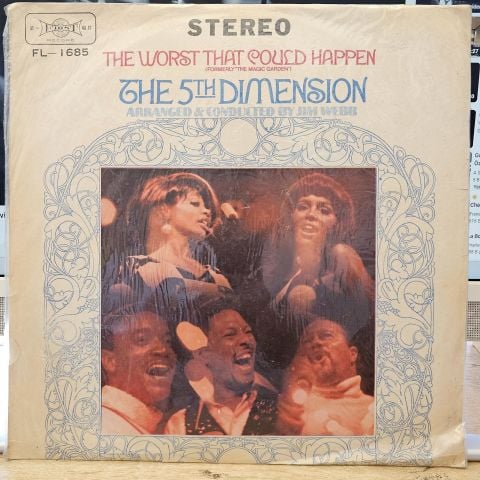 STEREO
FL-1685
THE WORST THAT COULD HAPPEN
(FORMERLY "THE MAGIC GARDEN")
THE 5TH DIMENSION
ARRANGED & CONDUCTED BY JIM WEBB